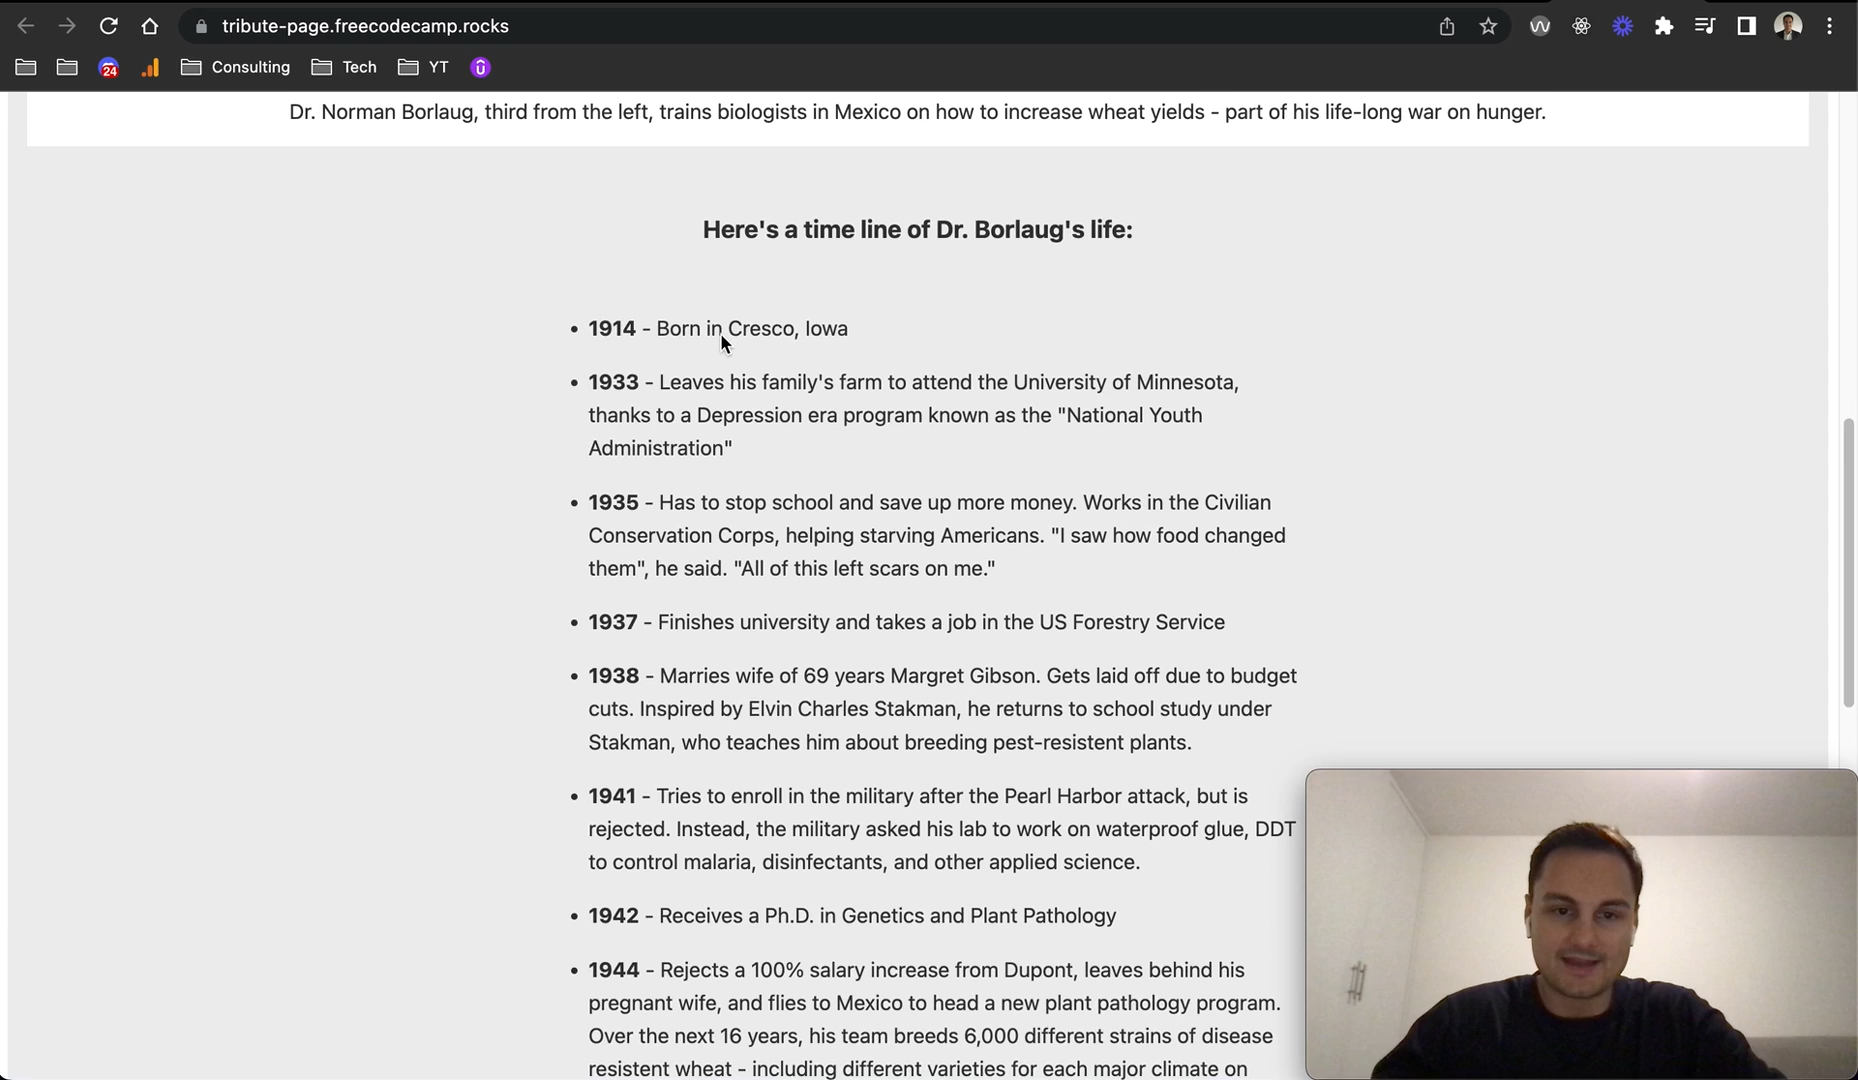 tribute-page.freecodecamp.rocks
24
Consulting
Tech
YT
Dr. Norman Borlaug, third from the left, trains biologists in Mexico on how to increase wheat yields - part of his life-long war on hunger.
Here's a time line of Dr. Borlaug's life:
• 1914 - Born in Cresco, Iowa
• 1933 - Leaves his family's farm to attend the University of Minnesota,
thanks to a Depression era program known as the "National Youth
Administration"
• 1935 - Has to stop school and save up more money. Works in the Civilian
Conservation Corps, helping starving Americans. "I saw how food changed
them", he said. "All of this left scars on me."
• 1937 - Finishes university and takes a job in the US Forestry Service
• 1938 - Marries wife of 69 years Margret Gibson. Gets laid off due to budget
cuts. Inspired by Elvin Charles Stakman, he returns to school study under
Stakman, who teaches him about breeding pest-resistent plants.
• 1941 - Tries to enroll in the military after the Pearl Harbor attack, but is
rejected. Instead, the military asked his lab to work on waterproof glue, DDT
to control malaria, disinfectants, and other applied science.
• 1942 - Receives a Ph.D. in Genetics and Plant Pathology
• 1944 - Rejects a 100% salary increase from Dupont, leaves behind his
pregnant wife, and flies to Mexico to head a new plant pathology program.
Over the next 16 years, his team breeds 6,000 different strains of disease
resistent wheat - including different varieties for each major climate on